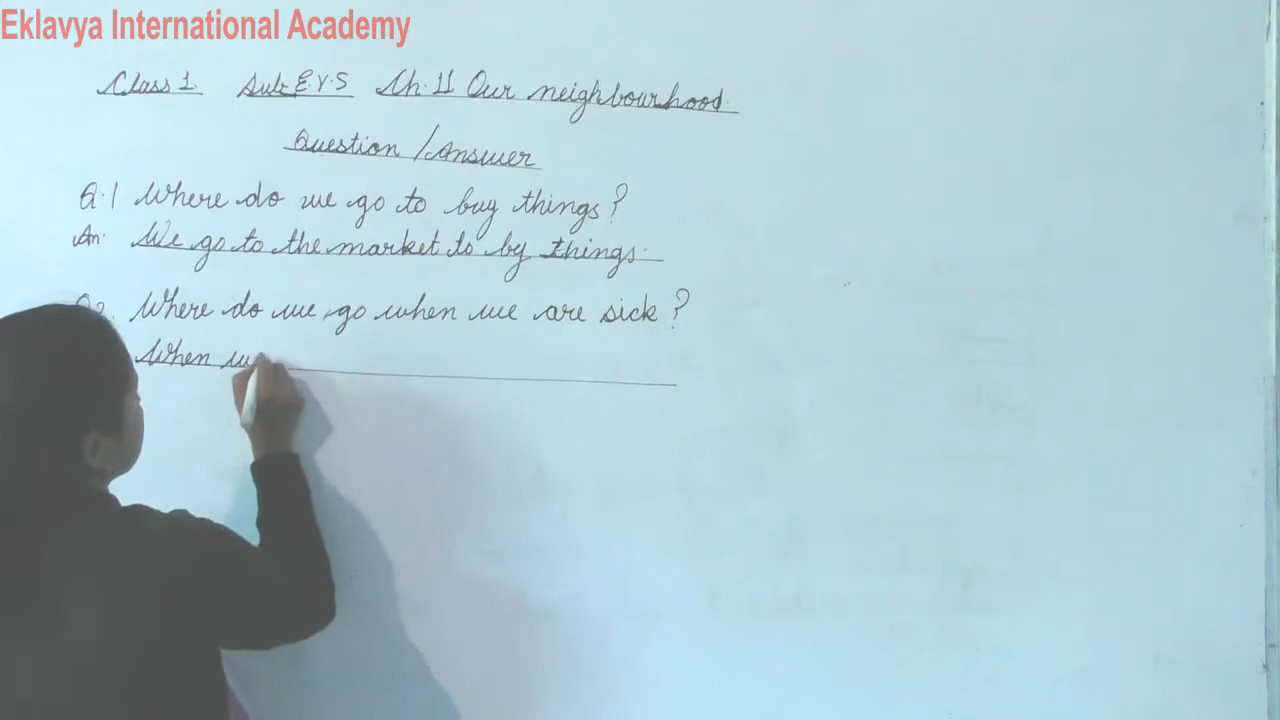 Eklavya International Academy
Class 1. Sub:E.V.S Ch.11 Our neighbourhood.
Question / Answer
Q.1 Where do we go to buy things?
An. We go to the market to by things.
Q2. Where do we go when we are sick?
When we